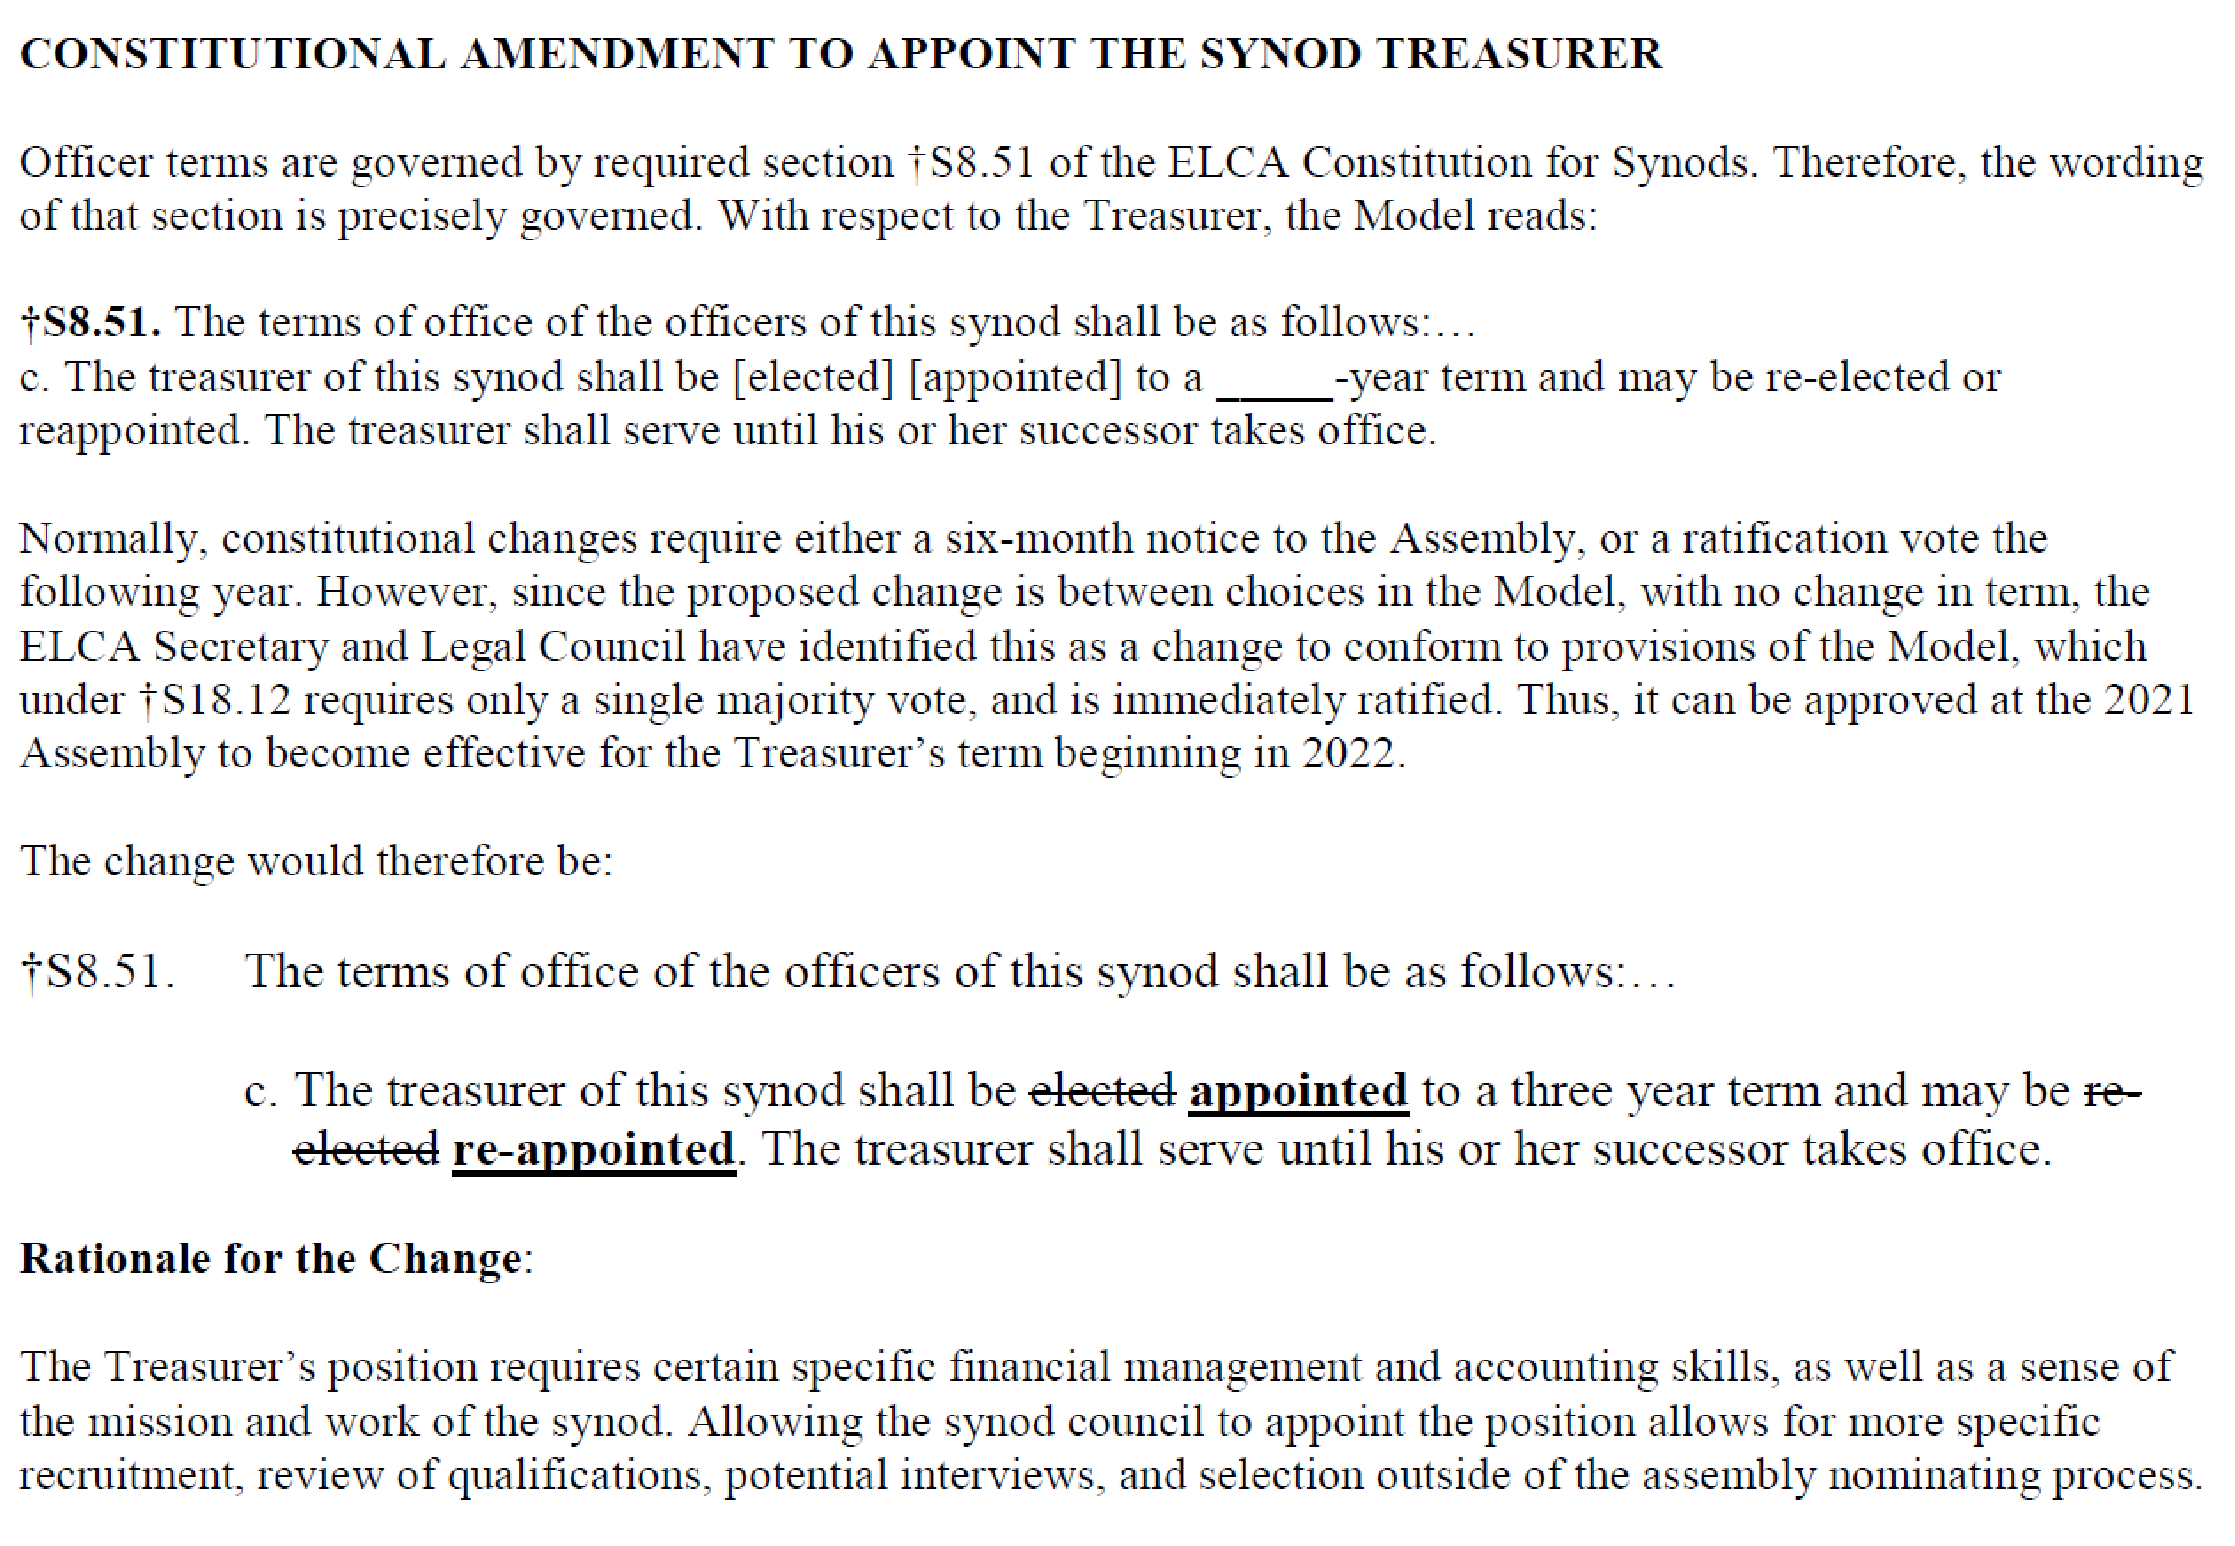 CONSTITUTIONAL AMENDMENT TO APPOINT THE SYNOD TREASURER
Officer terms are governed by required section †S8.51 of the ELCA Constitution for Synods. Therefore, the wording
of that section is precisely governed. With respect to the Treasurer, the Model reads:
†S8.51. The terms of office of the officers of this synod shall be as follows:…
c. The treasurer of this synod shall be [elected] [appointed] to a _____-year term and may be re-elected or
reappointed. The treasurer shall serve until his or her successor takes office.
Normally, constitutional changes require either a six-month notice to the Assembly, or a ratification vote the
following year. However, since the proposed change is between choices in the Model, with no change in term, the
ELCA Secretary and Legal Council have identified this as a change to conform to provisions of the Model, which
under †S18.12 requires only a single majority vote, and is immediately ratified. Thus, it can be approved at the 2021
Assembly to become effective for the Treasurer’s term beginning in 2022.
The change would therefore be:
†S8.51. The terms of office of the officers of this synod shall be as follows:…
c. The treasurer of this synod shall be elected appointed to a three year term and may be re-
elected re-appointed. The treasurer shall serve until his or her successor takes office.
Rationale for the Change:
The Treasurer’s position requires certain specific financial management and accounting skills, as well as a sense of
the mission and work of the synod. Allowing the synod council to appoint the position allows for more specific
recruitment, review of qualifications, potential interviews, and selection outside of the assembly nominating process.